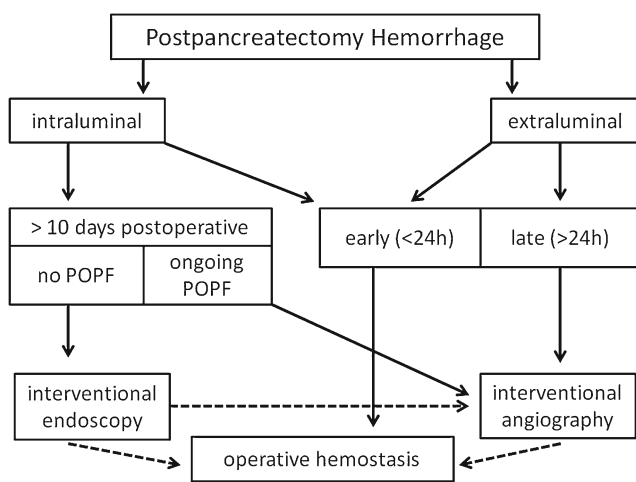 Postpancreatectomy Hemorrhage
intraluminal
extraluminal
> 10 days postoperative
no POPF
ongoing
POPF
early (<24h)
late (>24h)
interventional
endoscopy
interventional
angiography
operative hemostasis